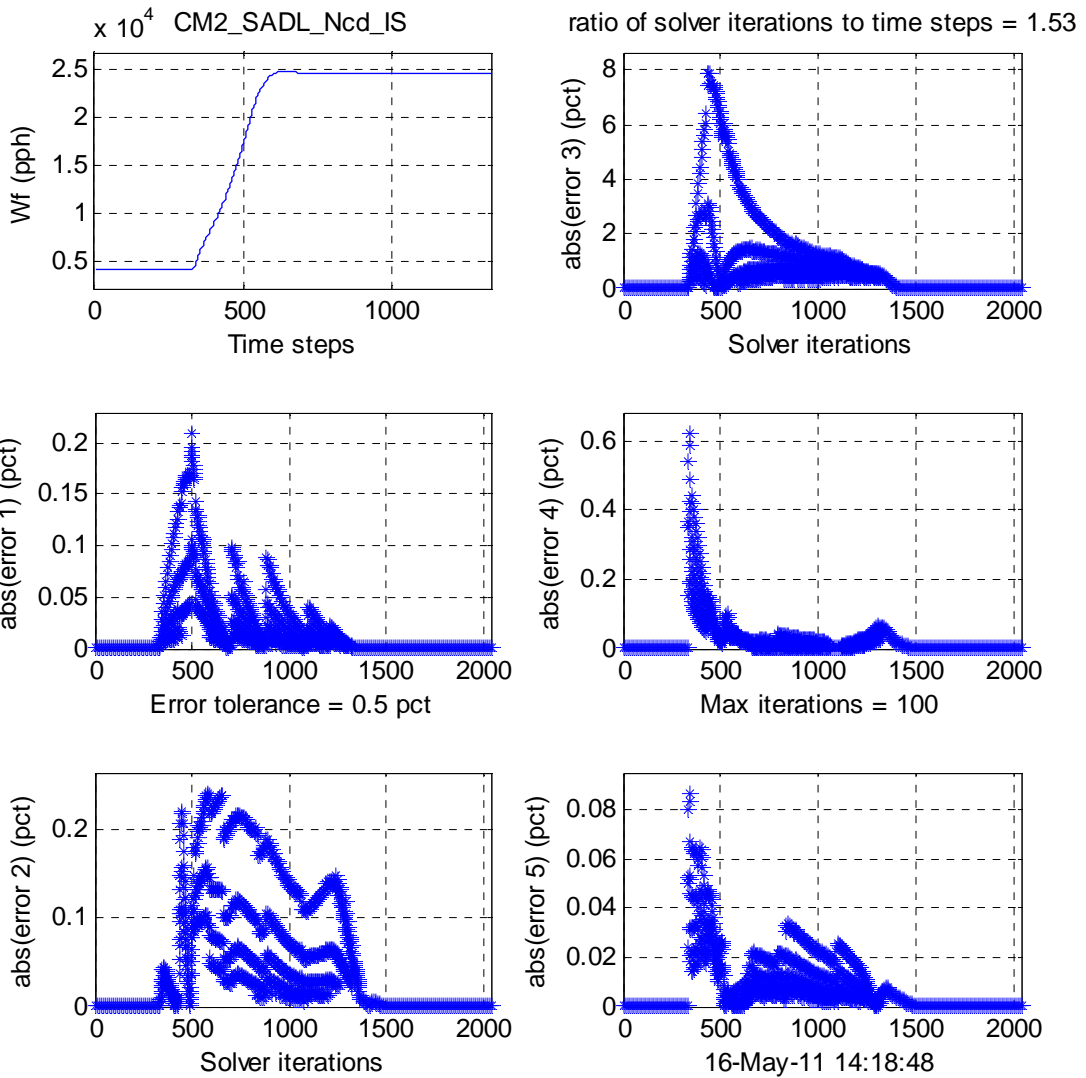 x 10^4 CM2_SADL_Ncd_IS
Wf (pph)
2.5
2
1.5
1
0.5
0 500 1000
Time steps
ratio of solver iterions to time steps = 1.53
abs(error 3) (pct)
8
6
4
2
0
0 500 1000 1500 2000
Solver iterations
abs(error 1) (pct)
0.2
0.15
0.1
0.05
0
0 500 1000 1500 2000
Error tolerance = 0.5 pct
abs(error 4) (pct)
0.6
0.4
0.2
0
0 500 1000 1500 2000
Max iterations = 100
abs(error 2) (pct)
0.2
0.1
0
0 500 1000 1500 2000
Solver iterations
abs(error 5) (pct)
0.08
0.06
0.04
0.02
0
0 500 1000 1500 2000
16-May-11 14:18:48